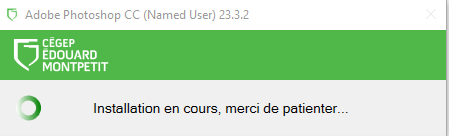 Adobe Photoshop CC (Named User) 23.3.2
CÉGEP
ÉDOUARD
MONTPETIT
Installation en cours, merci de patienter...